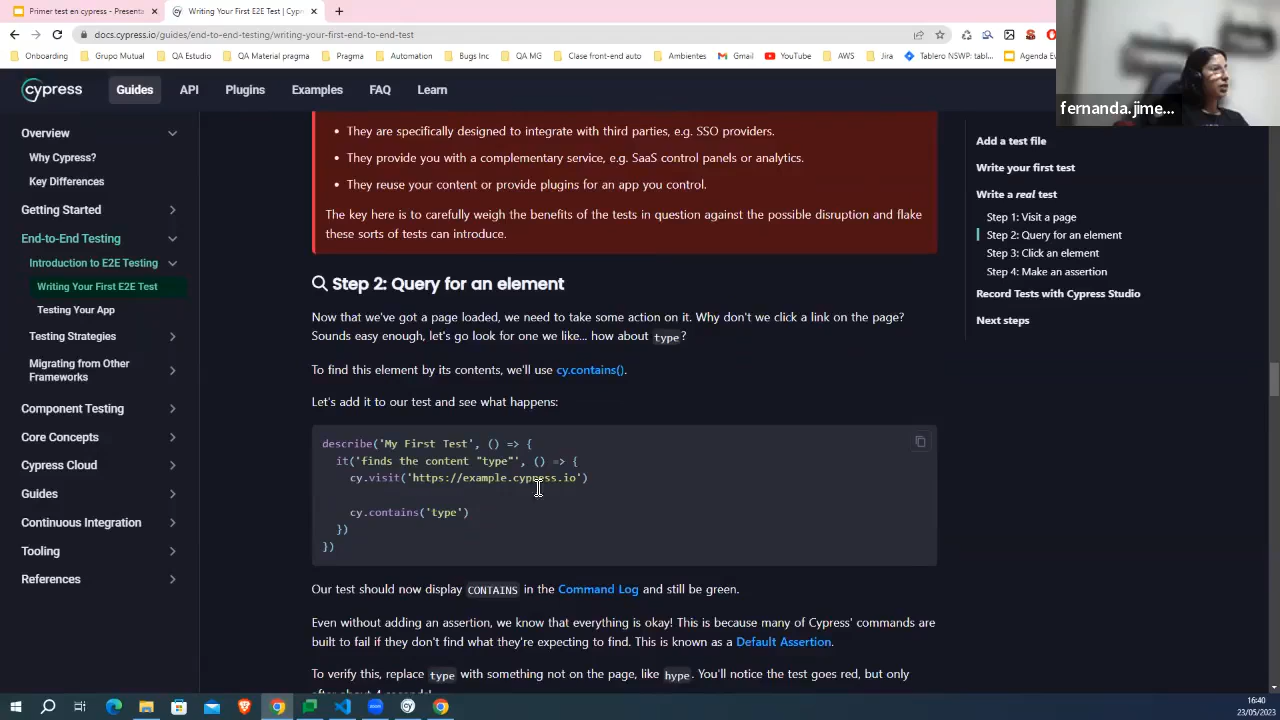 Primer test en cypress - Presenta
Writing Your First E2E Test | Cyp
docs.cypress.io/guides/end-to-end-testing/writing-your-first-end-to-end-test
Onboarding
Grupo Mutual
QA Estudio
QA Material pragma
Pragma
Automation
Bugs Inc
QA MG
Clase front-end auto
Ambientes
Gmail
YouTube
AWS
Jira
Tablero NSWP: tabl...
Agenda Ev
fernanda.jime...
cypress
Guides
API
Plugins
Examples
FAQ
Learn
Overview
Why Cypress?
Key Differences
Getting Started
End-to-End Testing
Introduction to E2E Testing
Writing Your First E2E Test
Testing Your App
Testing Strategies
Migrating from Other
Frameworks
Component Testing
Core Concepts
Cypress Cloud
Guides
Continuous Integration
Tooling
References
They are specifically designed to integrate with third parties, e.g. SSO providers.
They provide you with a complementary service, e.g. SaaS control panels or analytics.
They reuse your content or provide plugins for an app you control.
The key here is to carefully weigh the benefits of the tests in question against the possible disruption and flake
these sorts of tests can introduce.
Step 2: Query for an element
Now that we've got a page loaded, we need to take some action on it. Why don't we click a link on the page?
Sounds easy enough, let's go look for one we like... how about type?
To find this element by its contents, we'll use cy.contains().
Let's add it to our test and see what happens:
describe('My First Test', () => {
it('finds the content "type"', () => {
cy.visit('https://example.cypress.io')
cy.contains('type')
})
})
Our test should now display CONTAINS in the Command Log and still be green.
Even without adding an assertion, we know that everything is okay! This is because many of Cypress' commands are
built to fail if they don't find what they're expecting to find. This is known as a Default Assertion.
To verify this, replace type with something not on the page, like hype. You'll notice the test goes red, but only
after about 4 seconds!
Add a test file
Write your first test
Write a real test
Step 1: Visit a page
Step 2: Query for an element
Step 3: Click an element
Step 4: Make an assertion
Record Tests with Cypress Studio
Next steps
16:40
23/05/2023